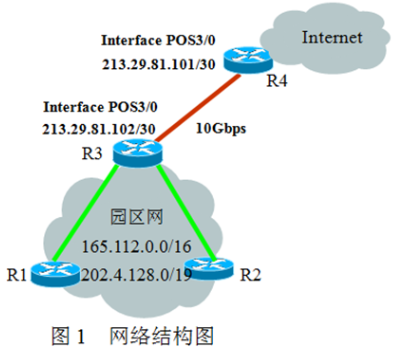 Interface POS3/0
213.29.81.101/30
Internet
R4
Interface POS3/0
213.29.81.102/30
10Gbps
R3
园区网
165.112.0.0/16
R1
202.4.128.0/19
R2
图 1 网络结构图